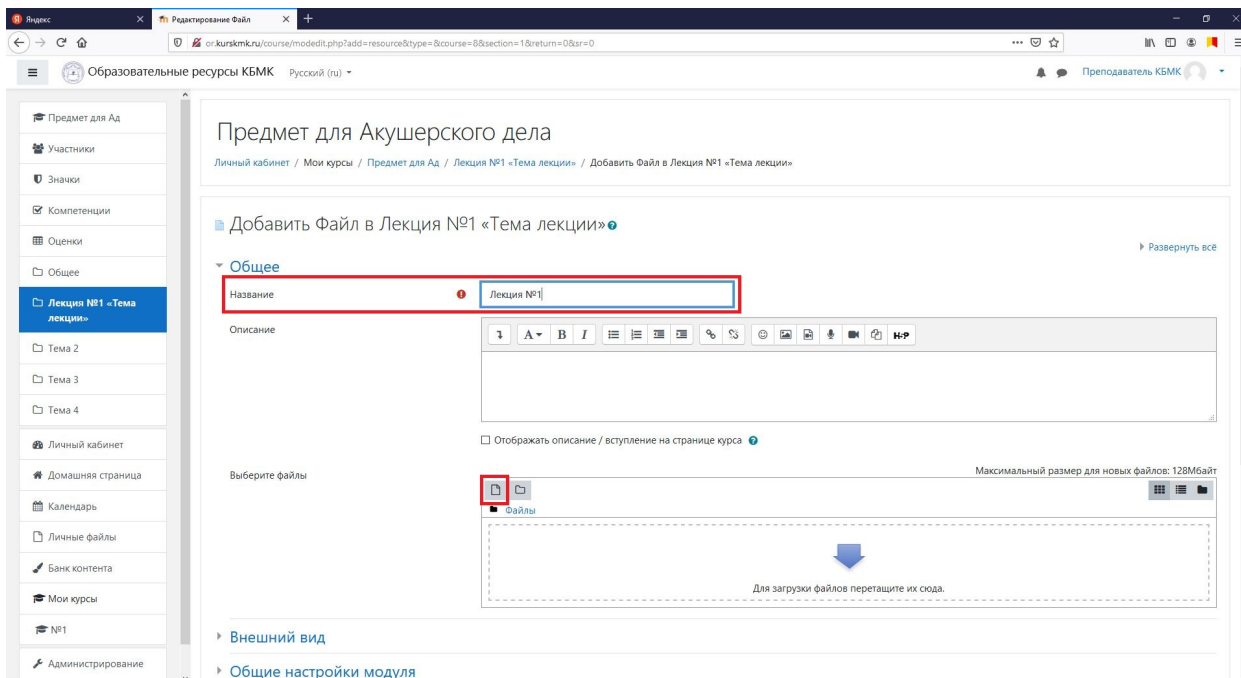 Яндекс
Редактирование Файл
or.kurskmk.ru/course/modedit.php?add=resource&type=&course=8&section=1&return=0&sr=0
Образовательные ресурсы КБМК Русский (ru)
Преподаватель КБМК
Предмет для Ад
Участники
Значки
Компетенции
Оценки
Общее
Лекция №1 «Тема
лекции»
Тема 2
Тема 3
Тема 4
Личный кабинет
Домашняя страница
Календарь
Личные файлы
Банк контента
Мои курсы
№1
Администрирование
Предмет для Акушерского дела
Личный кабинет / Мои курсы / Предмет для Ад / Лекция №1 «Тема лекции» / Добавить Файл в Лекция №1 «Тема лекции»
Добавить Файл в Лекция №1 «Тема лекции»
Развернуть всё
Общее
Название
Лекция №1
Описание
A B I H-P
Отображать описание / вступление на странице курса
Выберите файлы
Максимальный размер для новых файлов: 128Мбайт
Файлы
Для загрузки файлов перетащите их сюда.
Внешний вид
Общие настройки модуля